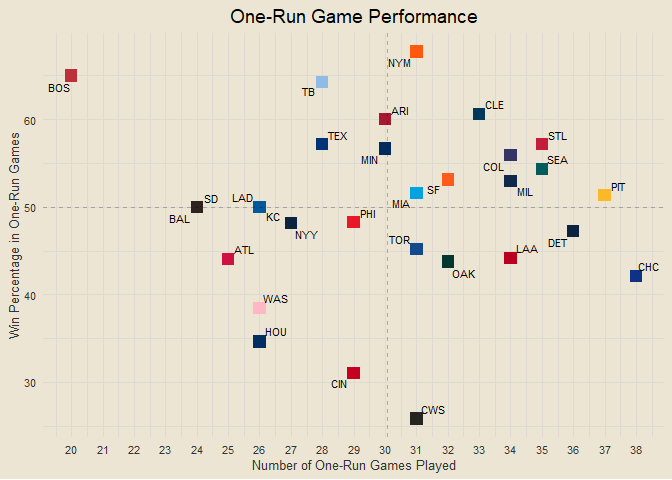 One-Run Game Performance
NYM
BOS
TB
CLE
ARI
60
TEX
STL
MIN
COL
SEA
MIA
SF
MIL
PIT
SD
LAD
50
BAL
KC
PHI
NYY
TOR
DET
ATL
LAA
OAK
CHC
40
WAS
HOU
30
CIN
CWS
Win Percentage in One-Run Games
20 21 22 23 24 25 26 27 28 29 30 31 32 33 34 35 36 37 38
Number of One-Run Games Played